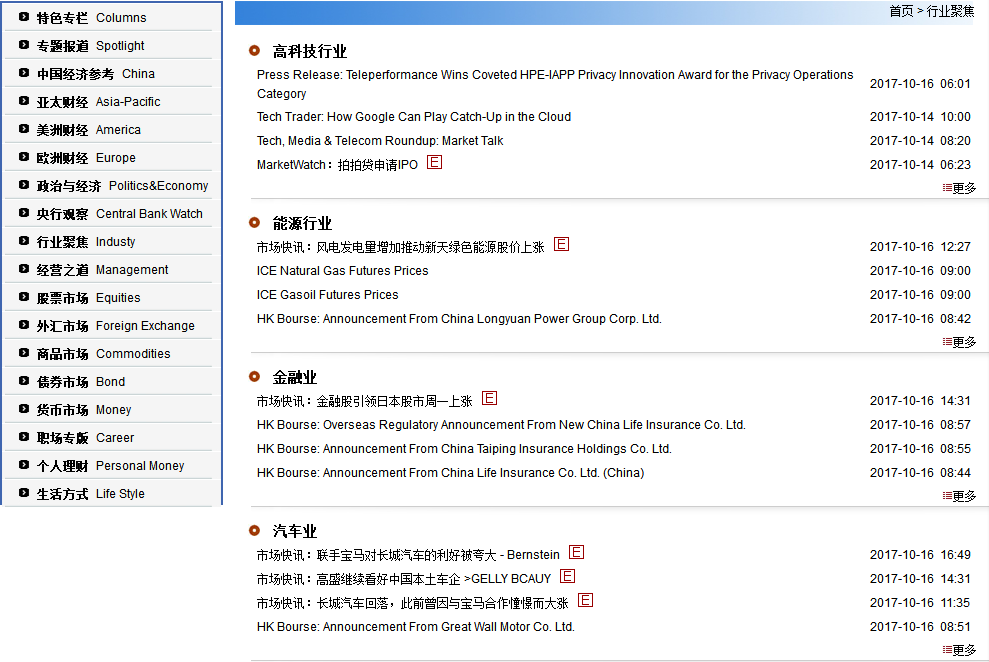 特色专栏 Columns
专题报道 Spotlight
中国经济参考 China
亚太财经 Asia-Pacific
美洲财经 America
欧洲财经 Europe
政治与经济 Politics&Economy
央行观察 Central Bank Watch
行业聚焦 Industy
经营之道 Management
股票市场 Equities
外汇市场 Foreign Exchange
商品市场 Commodities
债券市场 Bond
货币市场 Money
职场专版 Career
个人理财 Personal Money
生活方式 Life Style
首页 > 行业聚焦
高科技行业
Press Release: Teleperformance Wins Coveted HPE-IAPP Privacy Innovation Award for the Privacy Operations
Category 2017-10-16 06:01
Tech Trader: How Google Can Play Catch-Up in the Cloud 2017-10-14 10:00
Tech, Media & Telecom Roundup: Market Talk 2017-10-14 08:20
MarketWatch：拍拍贷申请IPO E 2017-10-14 06:23
更多
能源行业
市场快讯：风电发电量增加推动新天绿色能源股价上涨 E 2017-10-16 12:27
ICE Natural Gas Futures Prices 2017-10-16 09:00
ICE Gasoil Futures Prices 2017-10-16 09:00
HK Bourse: Announcement From China Longyuan Power Group Corp. Ltd. 2017-10-16 08:42
更多
金融业
市场快讯：金融股引领日本股市周一上涨 E 2017-10-16 14:31
HK Bourse: Overseas Regulatory Announcement From New China Life Insurance Co. Ltd. 2017-10-16 08:57
HK Bourse: Announcement From China Taiping Insurance Holdings Co. Ltd. 2017-10-16 08:55
HK Bourse: Announcement From China Life Insurance Co. Ltd. (China) 2017-10-16 08:44
更多
汽车业
市场快讯：联手宝马对长城汽车的利好被夸大 - Bernstein E 2017-10-16 16:49
市场快讯：高盛继续看好中国本土车企 >GELLY BCAUY E 2017-10-16 14:31
市场快讯：长城汽车回落，此前曾因与宝马合作憧憬而大涨 E 2017-10-16 11:35
HK Bourse: Announcement From Great Wall Motor Co. Ltd. 2017-10-16 08:51
更多